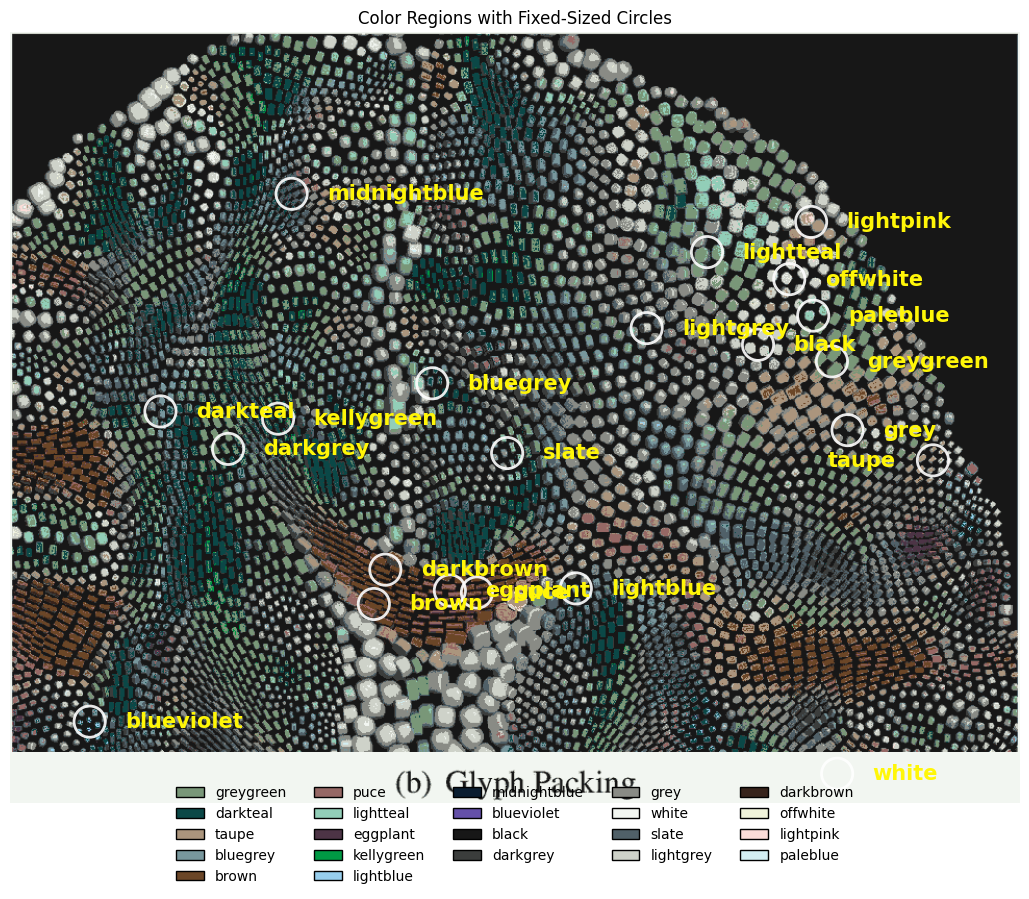 Color Regions with Fixed-Sized Circles
midnightblue
lightpink
lightteal
offwhite
paleblue
lightgrey
black
greygreen
bluegrey
darkteal
kellygreen
grey
darkgrey
slate
taupe
darkbrown
eggplant
puce
lightblue
brown
blueviolet
white
(b) Glyph Packing
greygreen puce midnightblue grey darkbrown
darkteal lightteal blueviolet white offwhite
taupe eggplant black slate lightpink
bluegrey kellygreen darkgrey lightgrey paleblue
brown lightblue